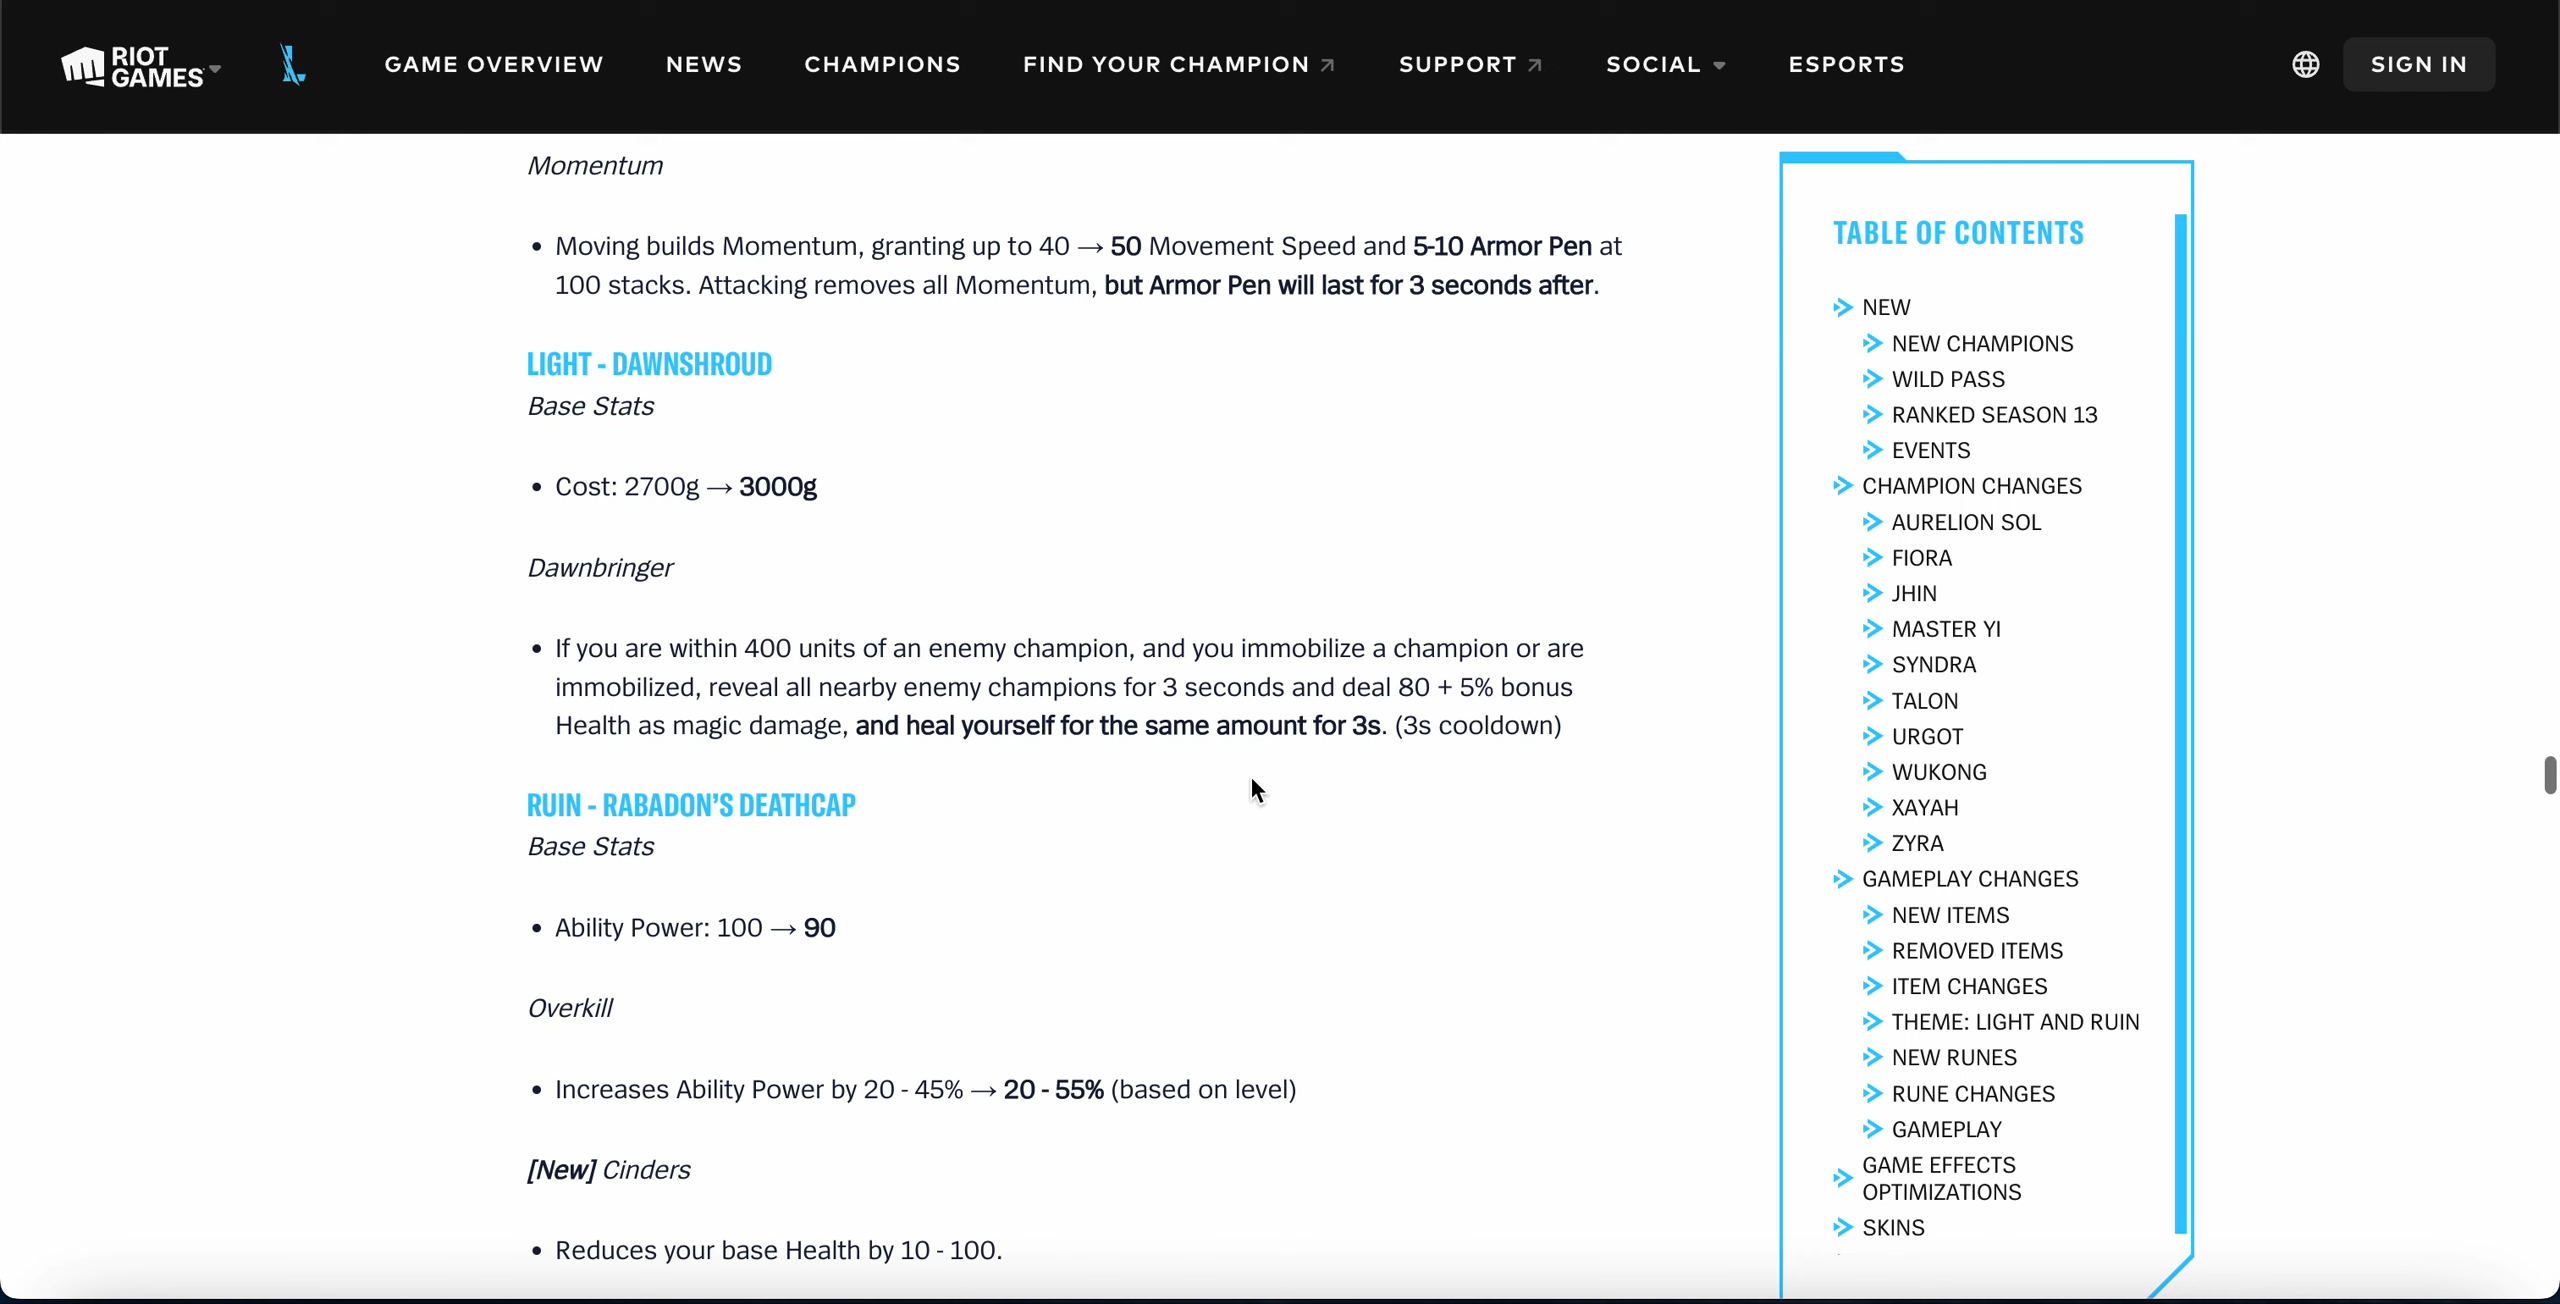 RIOT
GAMES
GAME OVERVIEW
NEWS
CHAMPIONS
FIND YOUR CHAMPION
SUPPORT
SOCIAL
ESPORTS
SIGN IN
Momentum
• Moving builds Momentum, granting up to 40 → 50 Movement Speed and 5-10 Armor Pen at
100 stacks. Attacking removes all Momentum, but Armor Pen will last for 3 seconds after.
LIGHT - DAWNSHROUD
Base Stats
• Cost: 2700g → 3000g
Dawnbringer
• If you are within 400 units of an enemy champion, and you immobilize a champion or are
immobilized, reveal all nearby enemy champions for 3 seconds and deal 80 + 5% bonus
Health as magic damage, and heal yourself for the same amount for 3s. (3s cooldown)
RUIN - RABADON’S DEATHCAP
Base Stats
• Ability Power: 100 → 90
Overkill
• Increases Ability Power by 20 - 45% → 20 - 55% (based on level)
[New] Cinders
• Reduces your base Health by 10 - 100.
TABLE OF CONTENTS
NEW
NEW CHAMPIONS
WILD PASS
RANKED SEASON 13
EVENTS
CHAMPION CHANGES
AURELION SOL
FIORA
JHIN
MASTER YI
SYNDRA
TALON
URGOT
WUKONG
XAYAH
ZYRA
GAMEPLAY CHANGES
NEW ITEMS
REMOVED ITEMS
ITEM CHANGES
THEME: LIGHT AND RUIN
NEW RUNES
RUNE CHANGES
GAMEPLAY
GAME EFFECTS
OPTIMIZATIONS
SKINS